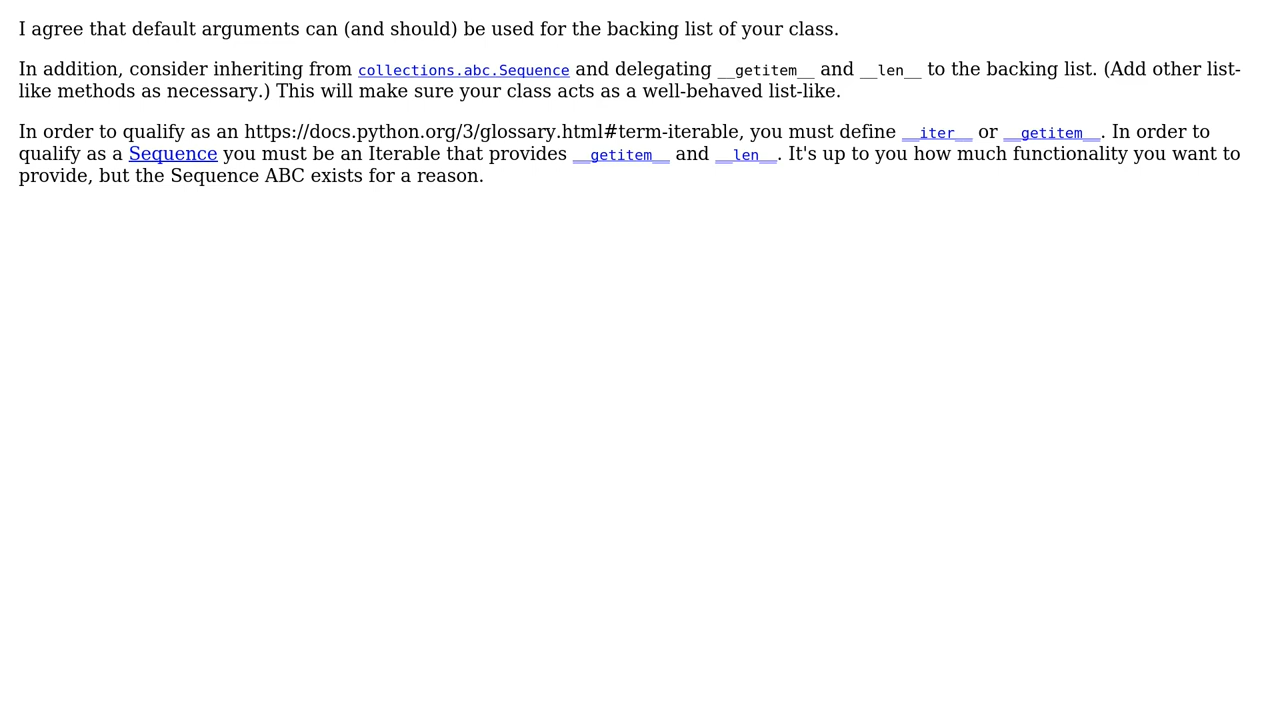 I agree that default arguments can (and should) be used for the backing list of your class.
In addition, consider inheriting from collections.abc.Sequence and delegating __getitem__ and __len__ to the backing list. (Add other list-
like methods as necessary.) This will make sure your class acts as a well-behaved list-like.
In order to qualify as an https://docs.python.org/3/glossary.html#term-iterable, you must define __iter__ or __getitem__. In order to
qualify as a Sequence you must be an Iterable that provides __getitem__ and __len__. It's up to you how much functionality you want to
provide, but the Sequence ABC exists for a reason.